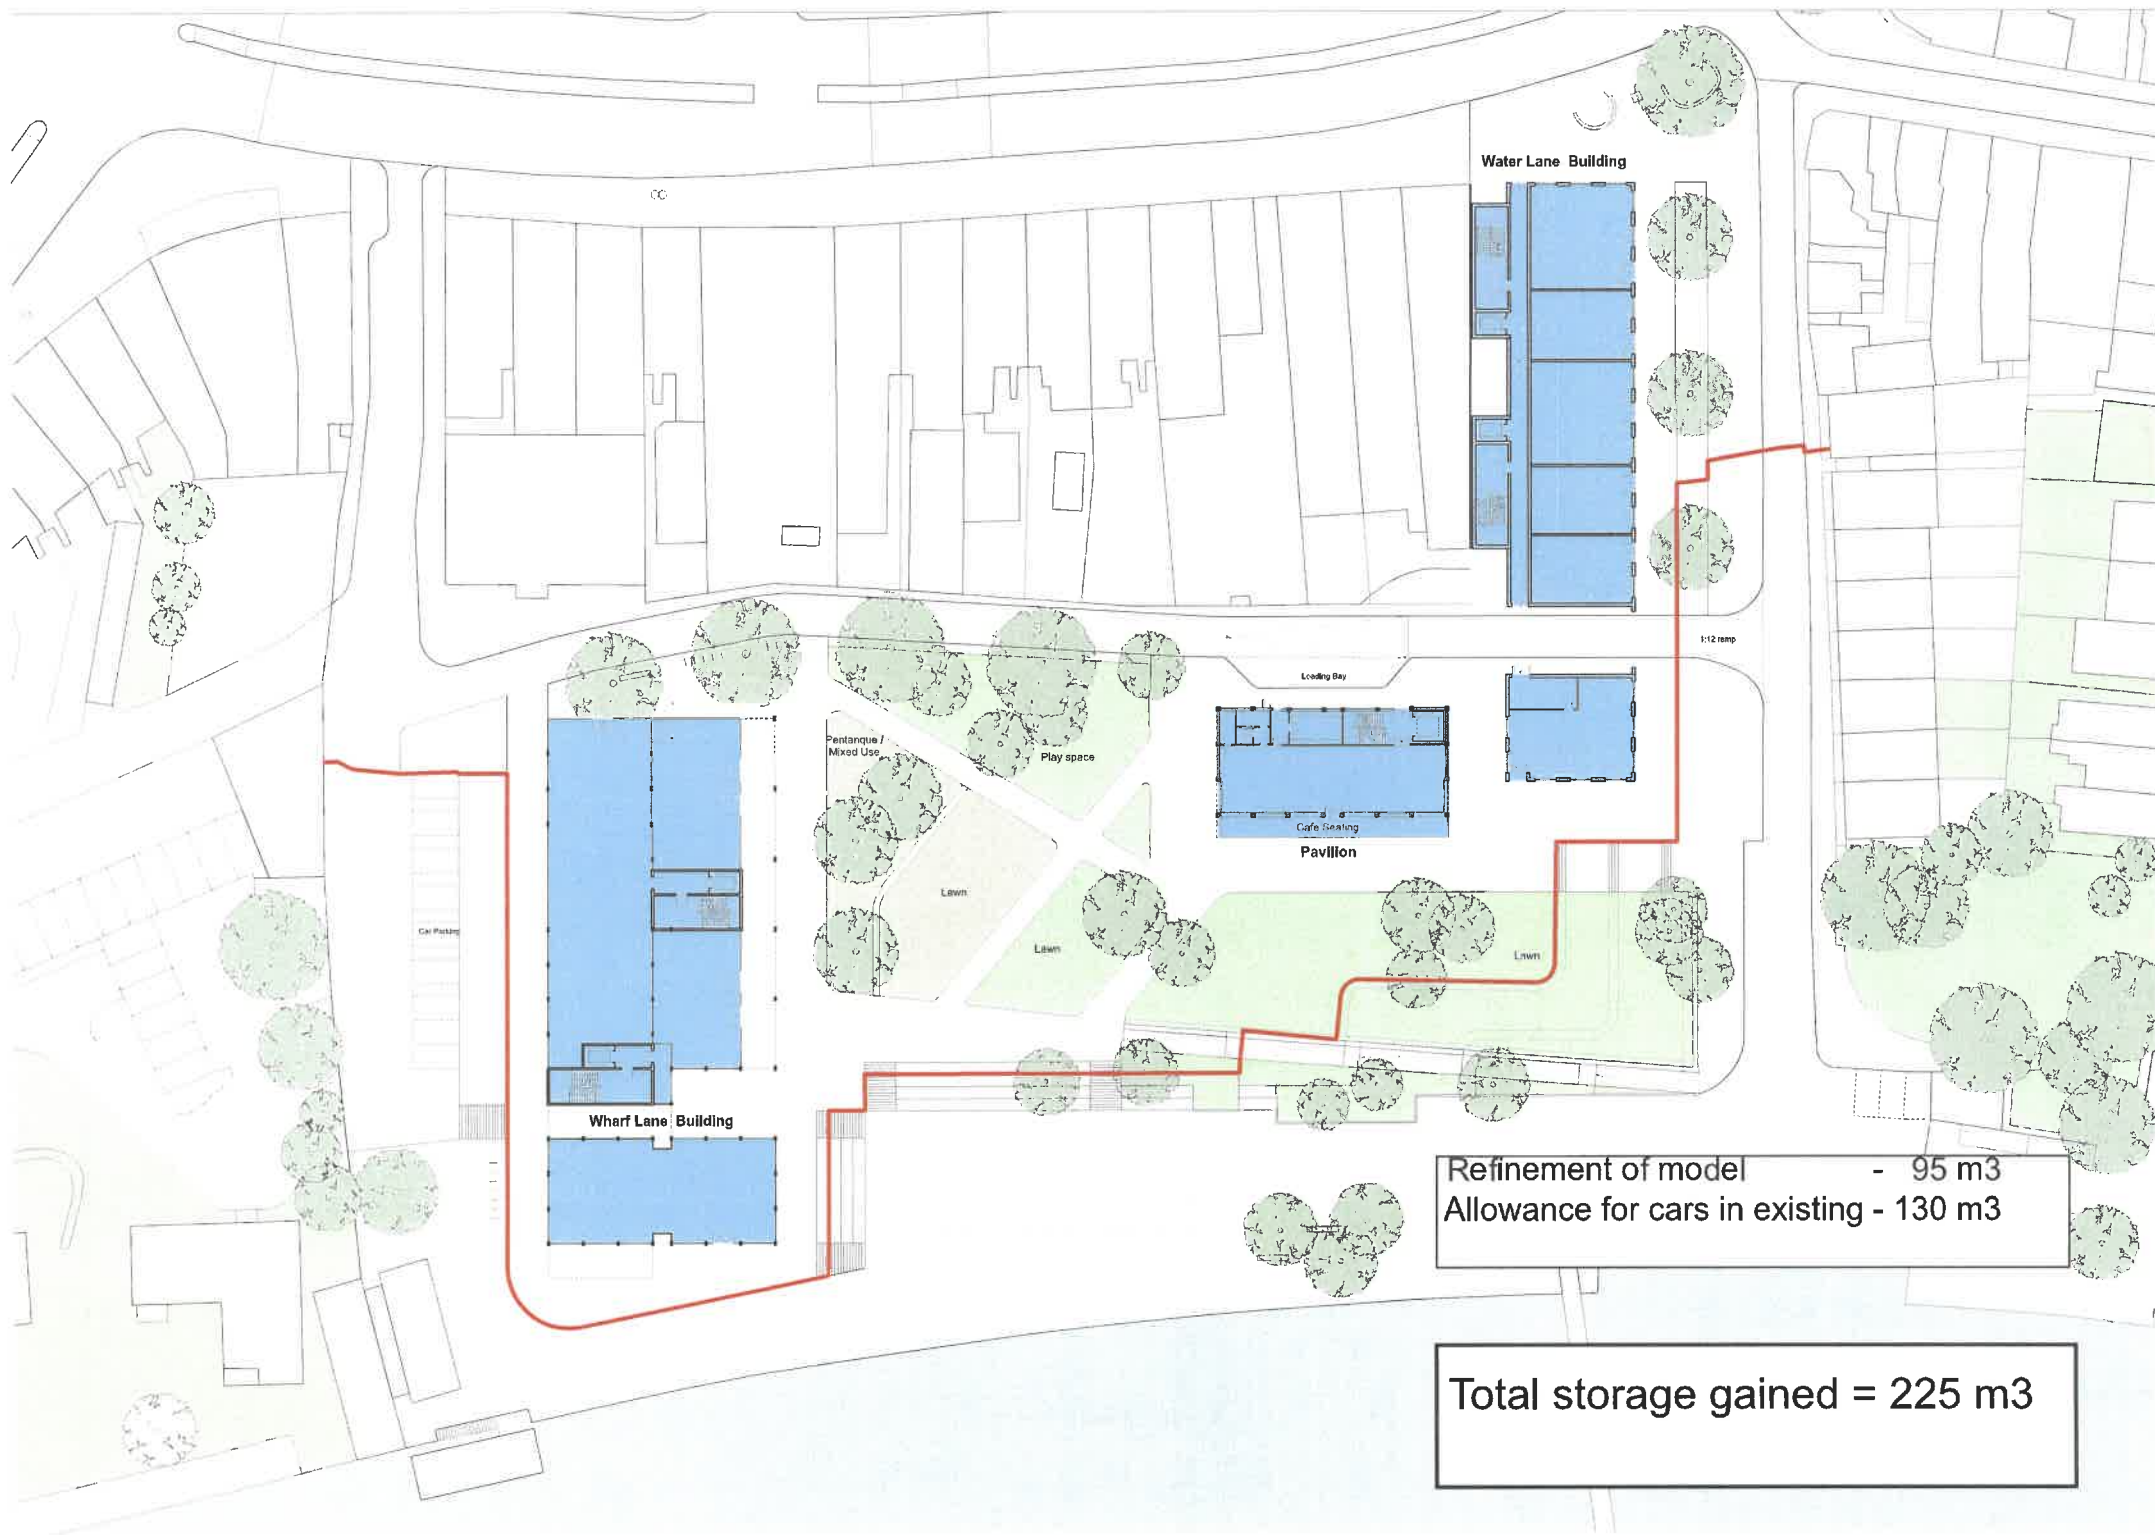 Water Lane Building
1:12 ramp
Loading Bay
Pentanque /
Mixed Use
Play space
Cafe Seating
Pavilion
Lawn
Car Parking
Lawn
Lawn
Wharf Lane Building
Refinement of model - 95 m3
Allowance for cars in existing - 130 m3
Total storage gained = 225 m3